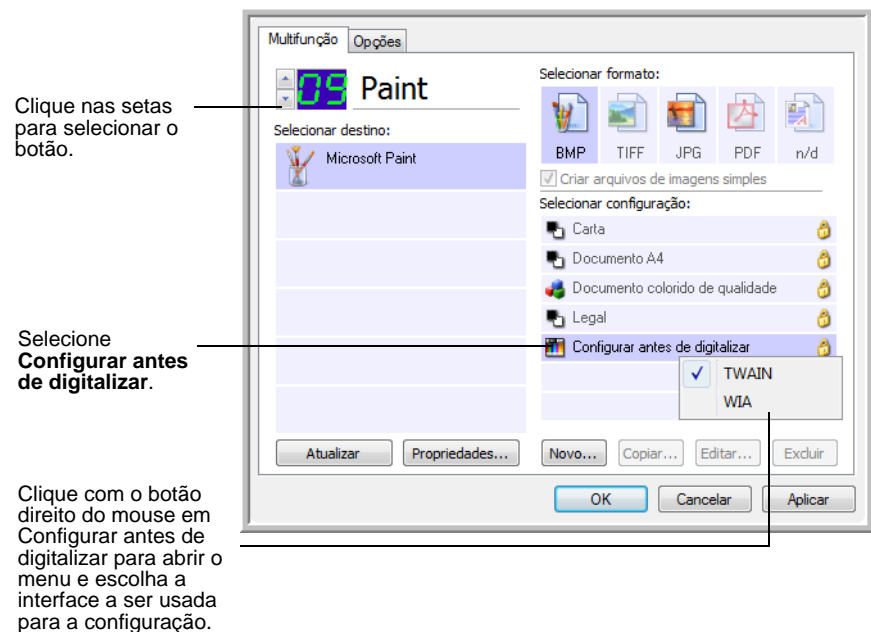 Multifunção
Opções
09
Paint
Selecionar formato:
BMP
TIFF
JPG
PDF
n/d
Criar arquivos de imagens simples
Selecionar destino:
Microsoft Paint
Selecionar configuração:
Carta
Documento A4
Documento colorido de qualidade
Legal
Configurar antes de digitalizar
TWAIN
WIA
Atualizar
Propriedades...
Novo...
Copiar...
Editar...
Excluir
OK
Cancelar
Aplicar
Clique nas setas
para selecionar o
botão.
Selecione
Configurar antes
de digitalizar.
Clique com o botão
direito do mouse em
Configurar antes de
digitalizar para abrir o
menu e escolha a
interface a ser usada
para a configuração.